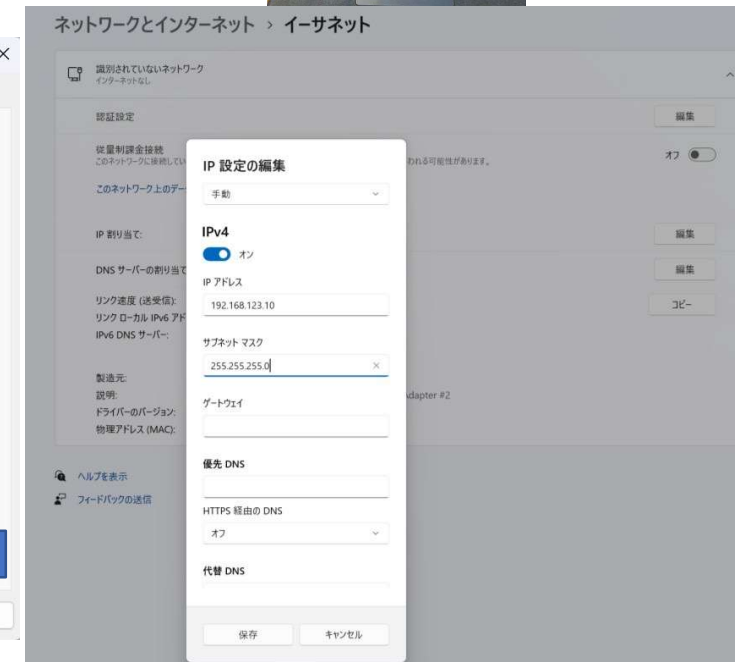 ネットワークとインターネット › イーサネット
識別されていないネットワーク
インターネットなし
認証設定
編集
従量制課金接続
このネットワークに接続してい
われる可能性があります。
オフ
このネットワーク上のデー
IP 割り当て:
編集
DNS サーバーの割り当て
編集
リンク速度 (送受信):
コピー
リンク ローカル IPv6 アド
IPv6 DNS サーバー:
製造元:
説明:
dapter #2
ドライバーのバージョン:
物理アドレス (MAC):
ヘルプを表示
フィードバックの送信
IP 設定の編集
手動
IPv4
オン
IP アドレス
192.168.123.10
サブネット マスク
255.255.255.0
ゲートウェイ
優先 DNS
HTTPS 経由の DNS
オフ
代替 DNS
保存
キャンセル